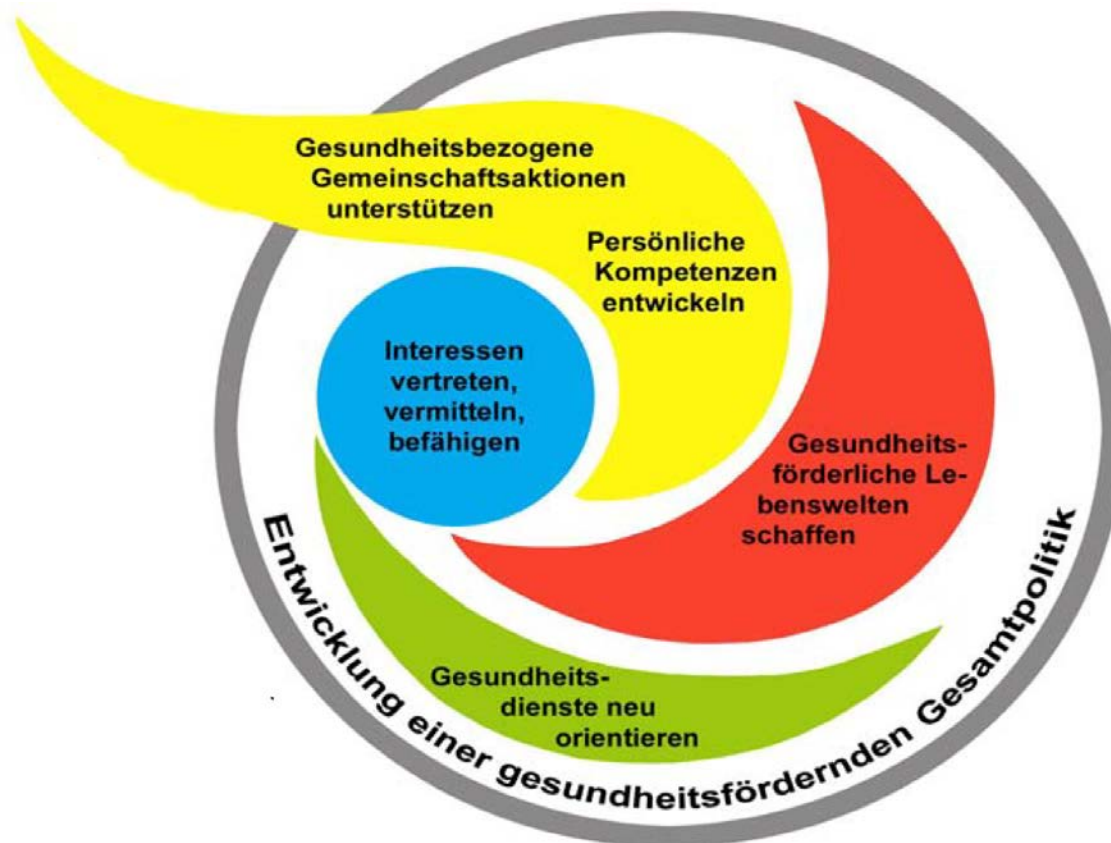 Gesundheitsbezogene
Gemeinschaftsaktionen
unterstützen
Persönliche
Kompetenzen
entwickeln
Interessen
vertreten,
vermitteln,
befähigen
Gesundheits-
förderliche Le-
benswelten
schaffen
Gesundheits-
dienste neu
orientieren
Entwicklung einer gesundheitsfördernden Gesamtpolitik